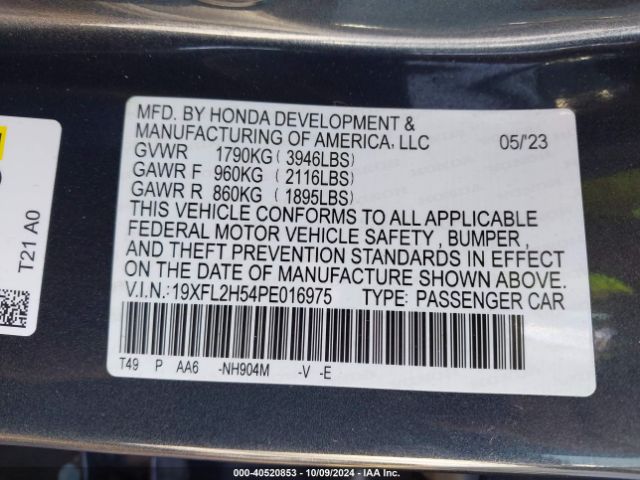 MFD. BY HONDA DEVELOPMENT &
MANUFACTURING OF AMERICA, LLC 05/'23
GVWR 1790KG ( 3946LBS)
GAWR F 960KG ( 2116LBS)
GAWR R 860KG ( 1895LBS)
THIS VEHICLE CONFORMS TO ALL APPLICABLE
FEDERAL MOTOR VEHICLE SAFETY , BUMPER ,
AND THEFT PREVENTION STANDARDS IN EFFECT
ON THE DATE OF MANUFACTURE SHOWN ABOVE.
V.I.N.:19XFL2H54PE016975 TYPE: PASSENGER CAR
T49 P AA6 -NH904M -V -E
T21 A0
000-40520853 - 10/09/2024 - IAA Inc.